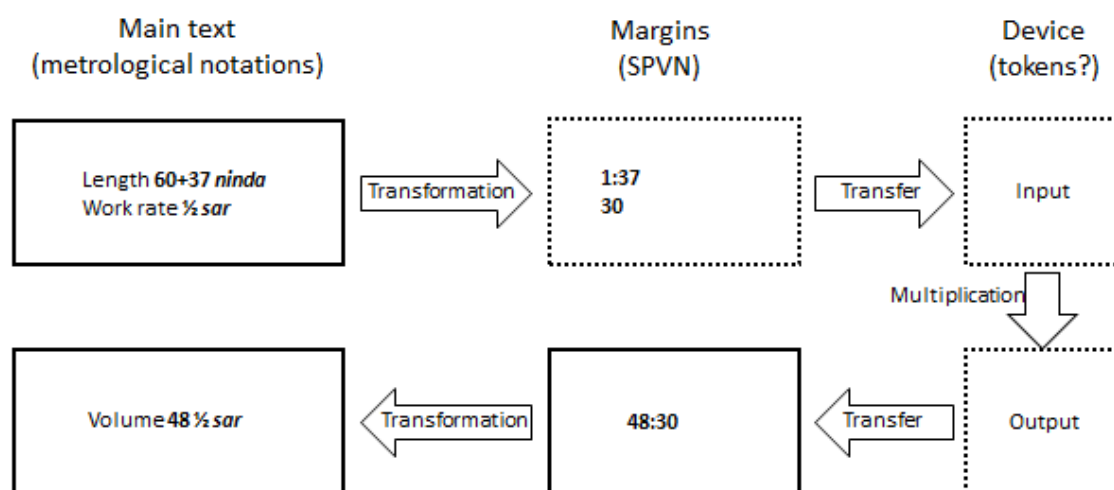 Main text
(metrological notations)
Margins
(SPVN)
Device
(tokens?)
Length 60+37 ninda
Work rate ½ sar
Transformation
1:37
30
Transfer
Input
Multiplication
Volume 48 ½ sar
Transformation
48:30
Transfer
Output